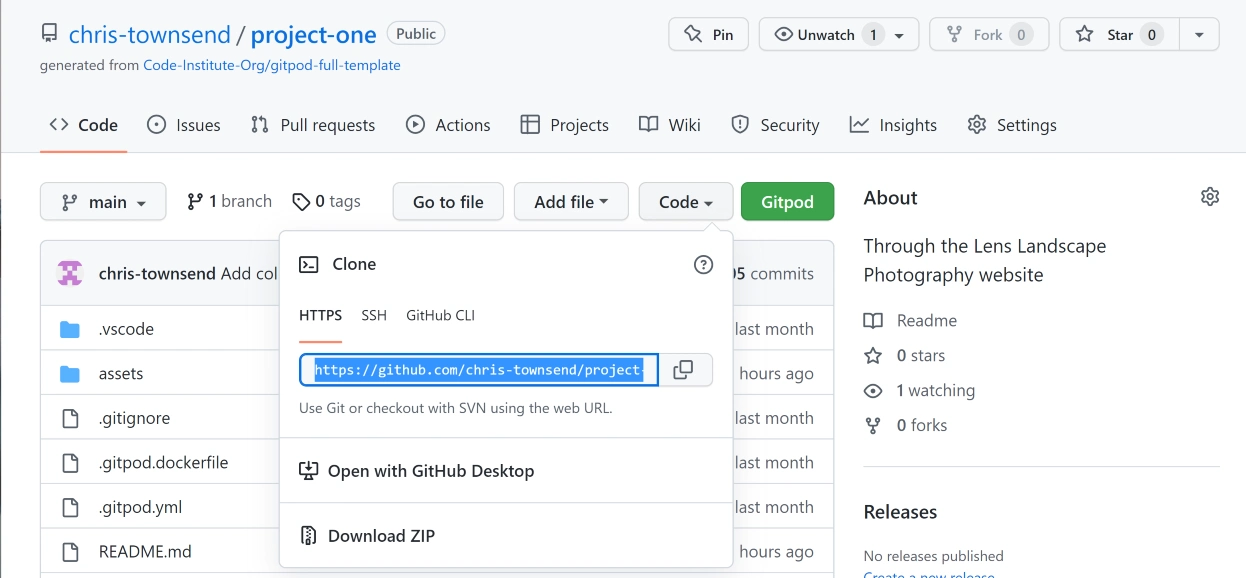 chris-townsend / project-one Public
Pin
Unwatch 1
Fork 0
Star 0
generated from Code-Institute-Org/gitpod-full-template
Code
Issues
Pull requests
Actions
Projects
Wiki
Security
Insights
Settings
main
1 branch
0 tags
Go to file
Add file
Code
Gitpod
chris-townsend Add col
commits
.vscode
last month
assets
hours ago
.gitignore
last month
.gitpod.dockerfile
last month
.gitpod.yml
last month
README.md
hours ago
Clone
HTTPS
SSH
GitHub CLI
https://github.com/chris-townsend/project-
Use Git or checkout with SVN using the web URL.
Open with GitHub Desktop
Download ZIP
About
Through the Lens Landscape
Photography website
Readme
0 stars
1 watching
0 forks
Releases
No releases published
Create a new release